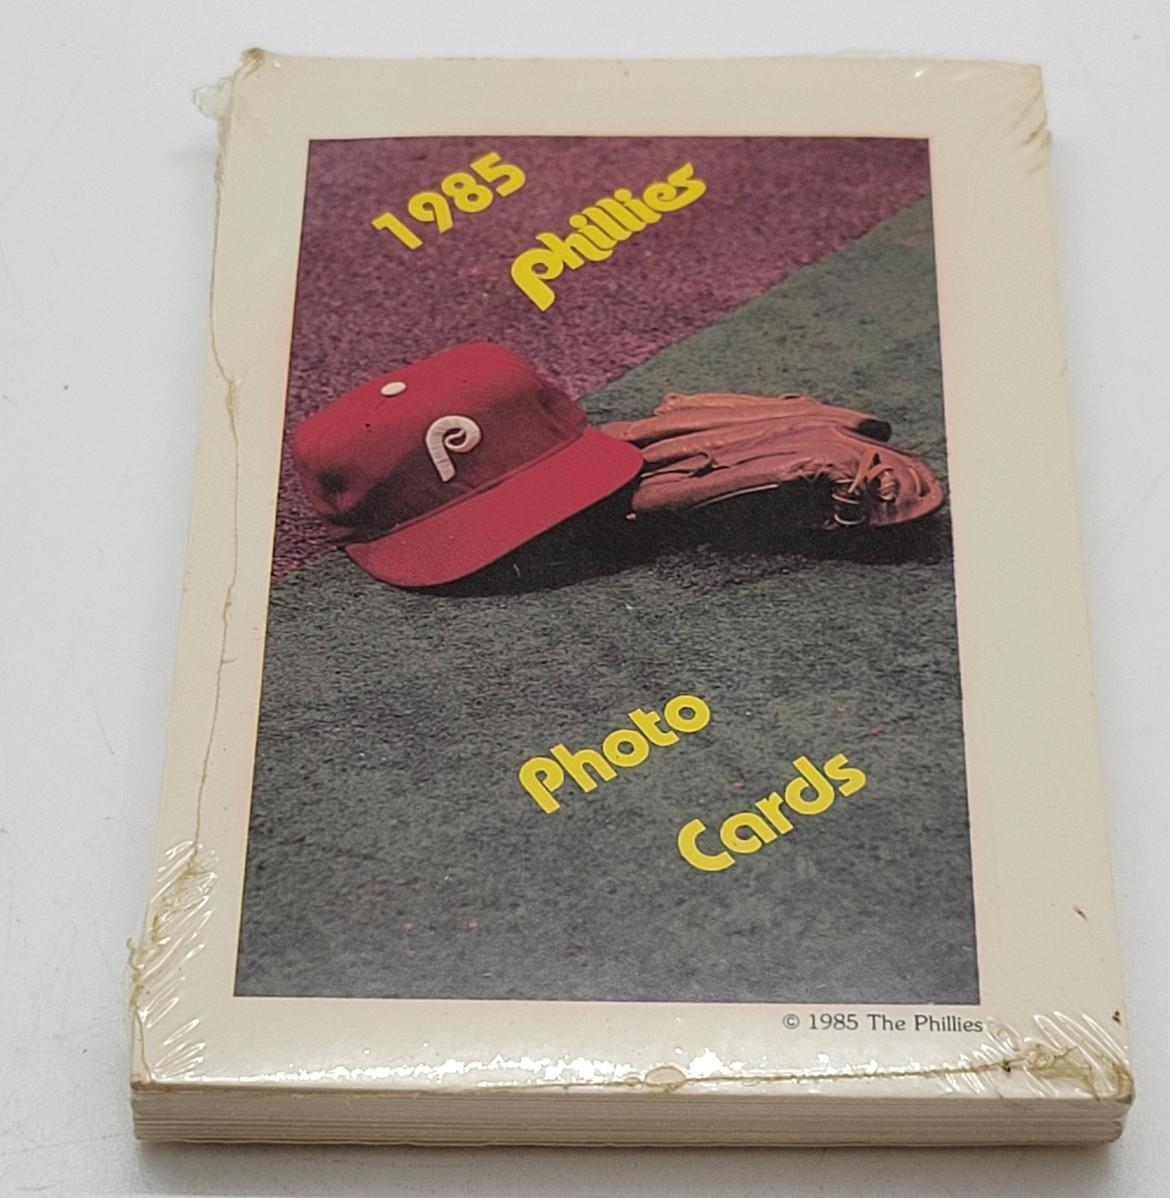 1985
Phillies
P
Photo
Cards
© 1985 The Phillies